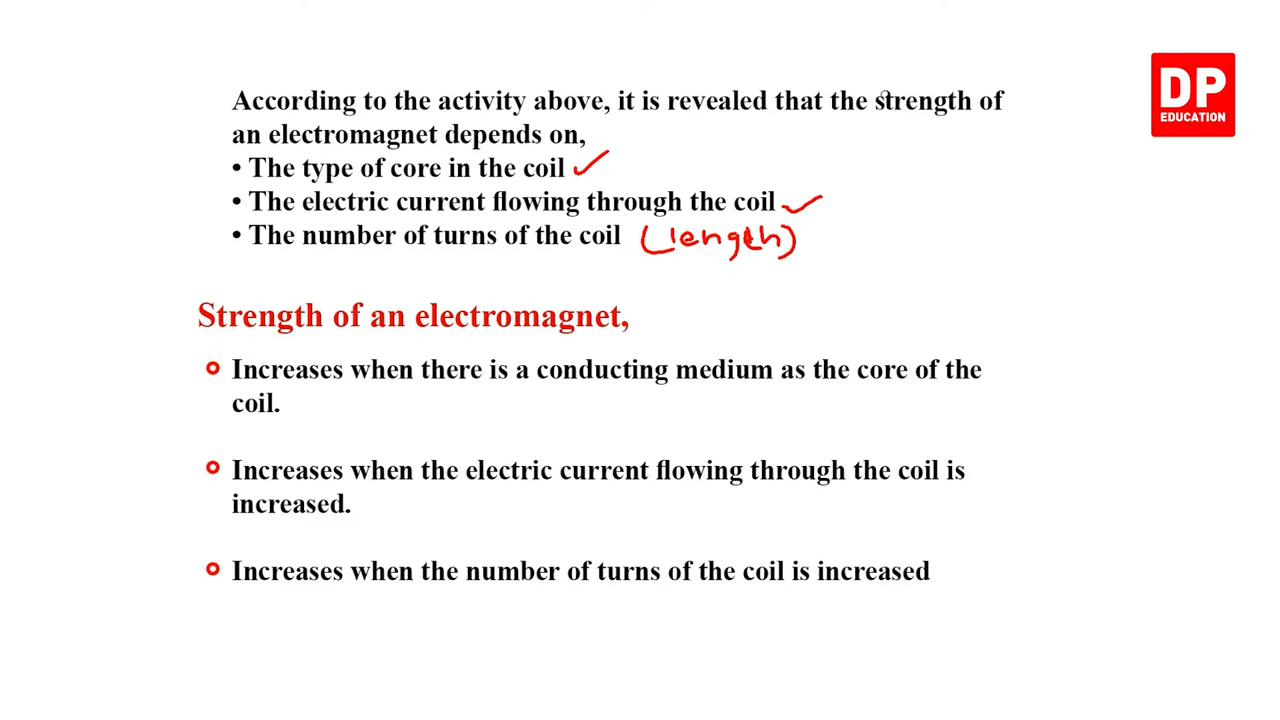 DP
EDUCATION
According to the activity above, it is revealed that the strength of
an electromagnet depends on,
• The type of core in the coil
• The electric current flowing through the coil
• The number of turns of the coil (length)
Strength of an electromagnet,
Increases when there is a conducting medium as the core of the
coil.
Increases when the electric current flowing through the coil is
increased.
Increases when the number of turns of the coil is increased